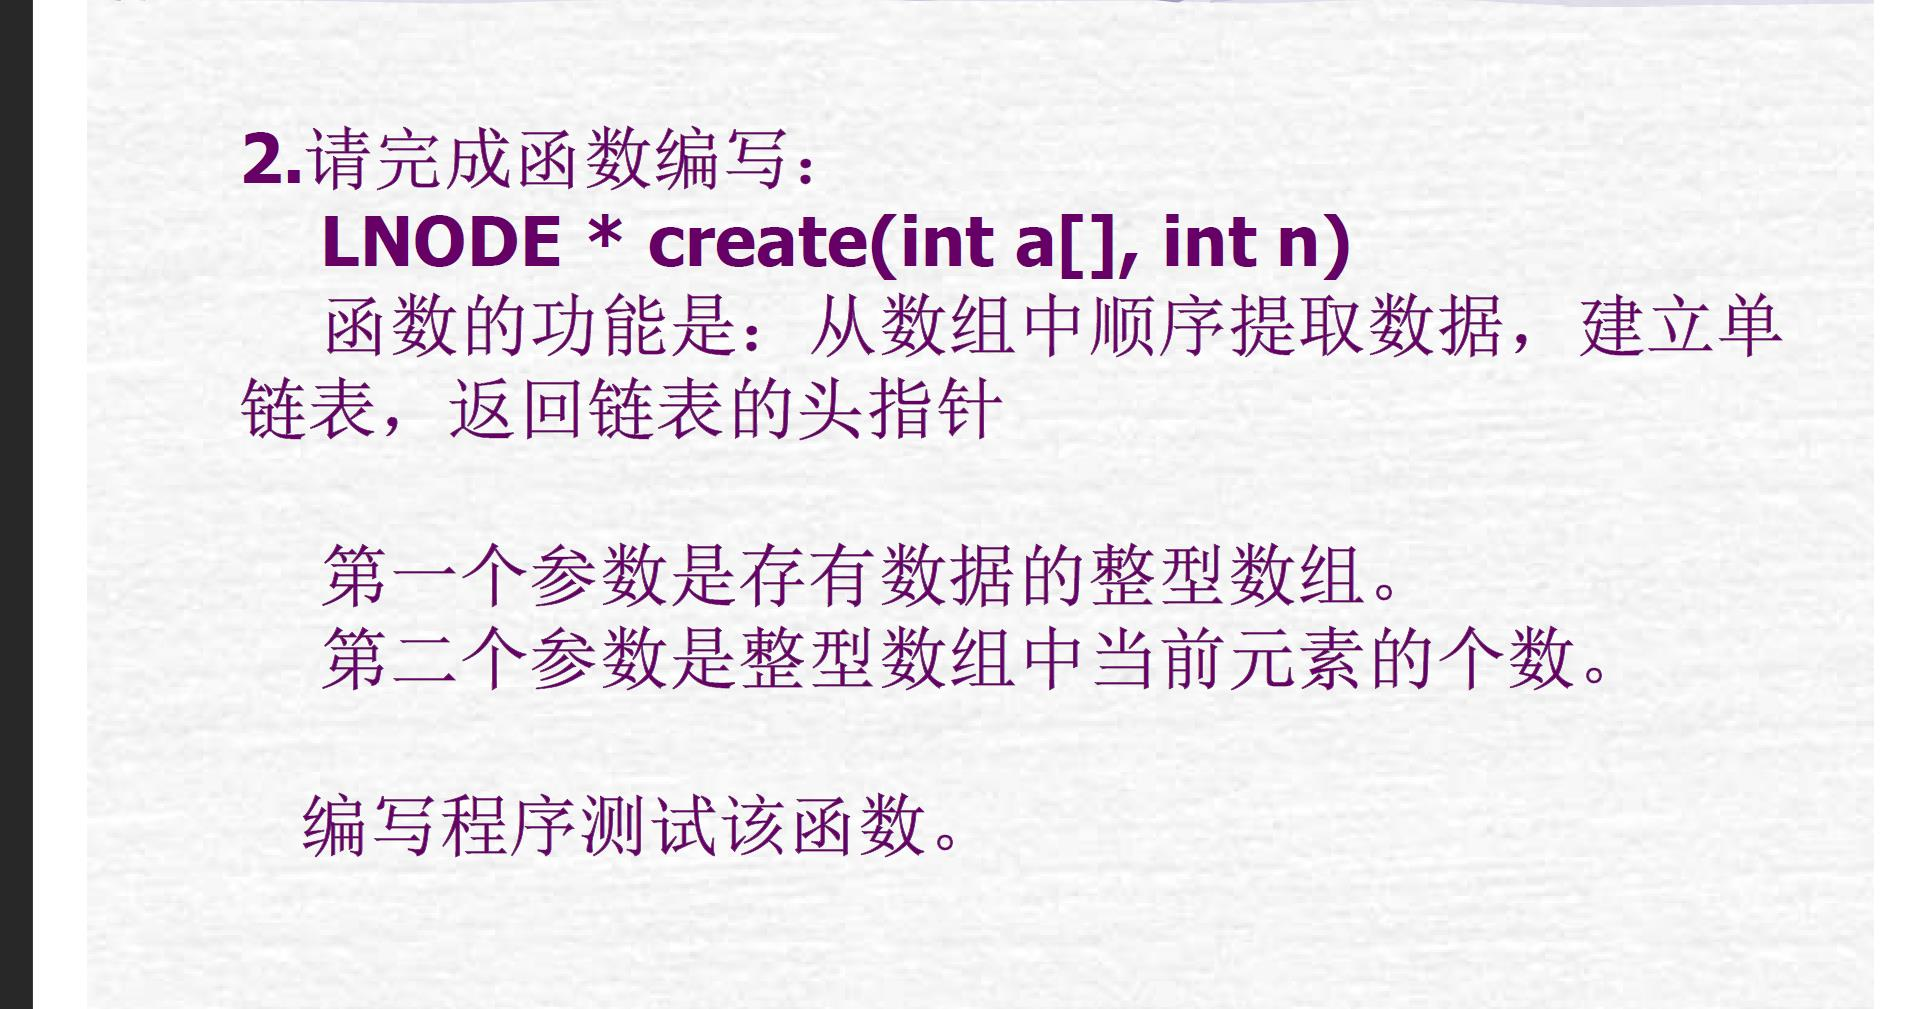 2.请完成函数编写：
LNODE * create(int a[], int n)
函数的功能是：从数组中顺序提取数据，建立单
链表，返回链表的头指针
第一个参数是存有数据的整型数组。
第二个参数是整型数组中当前元素的个数。
编写程序测试该函数。